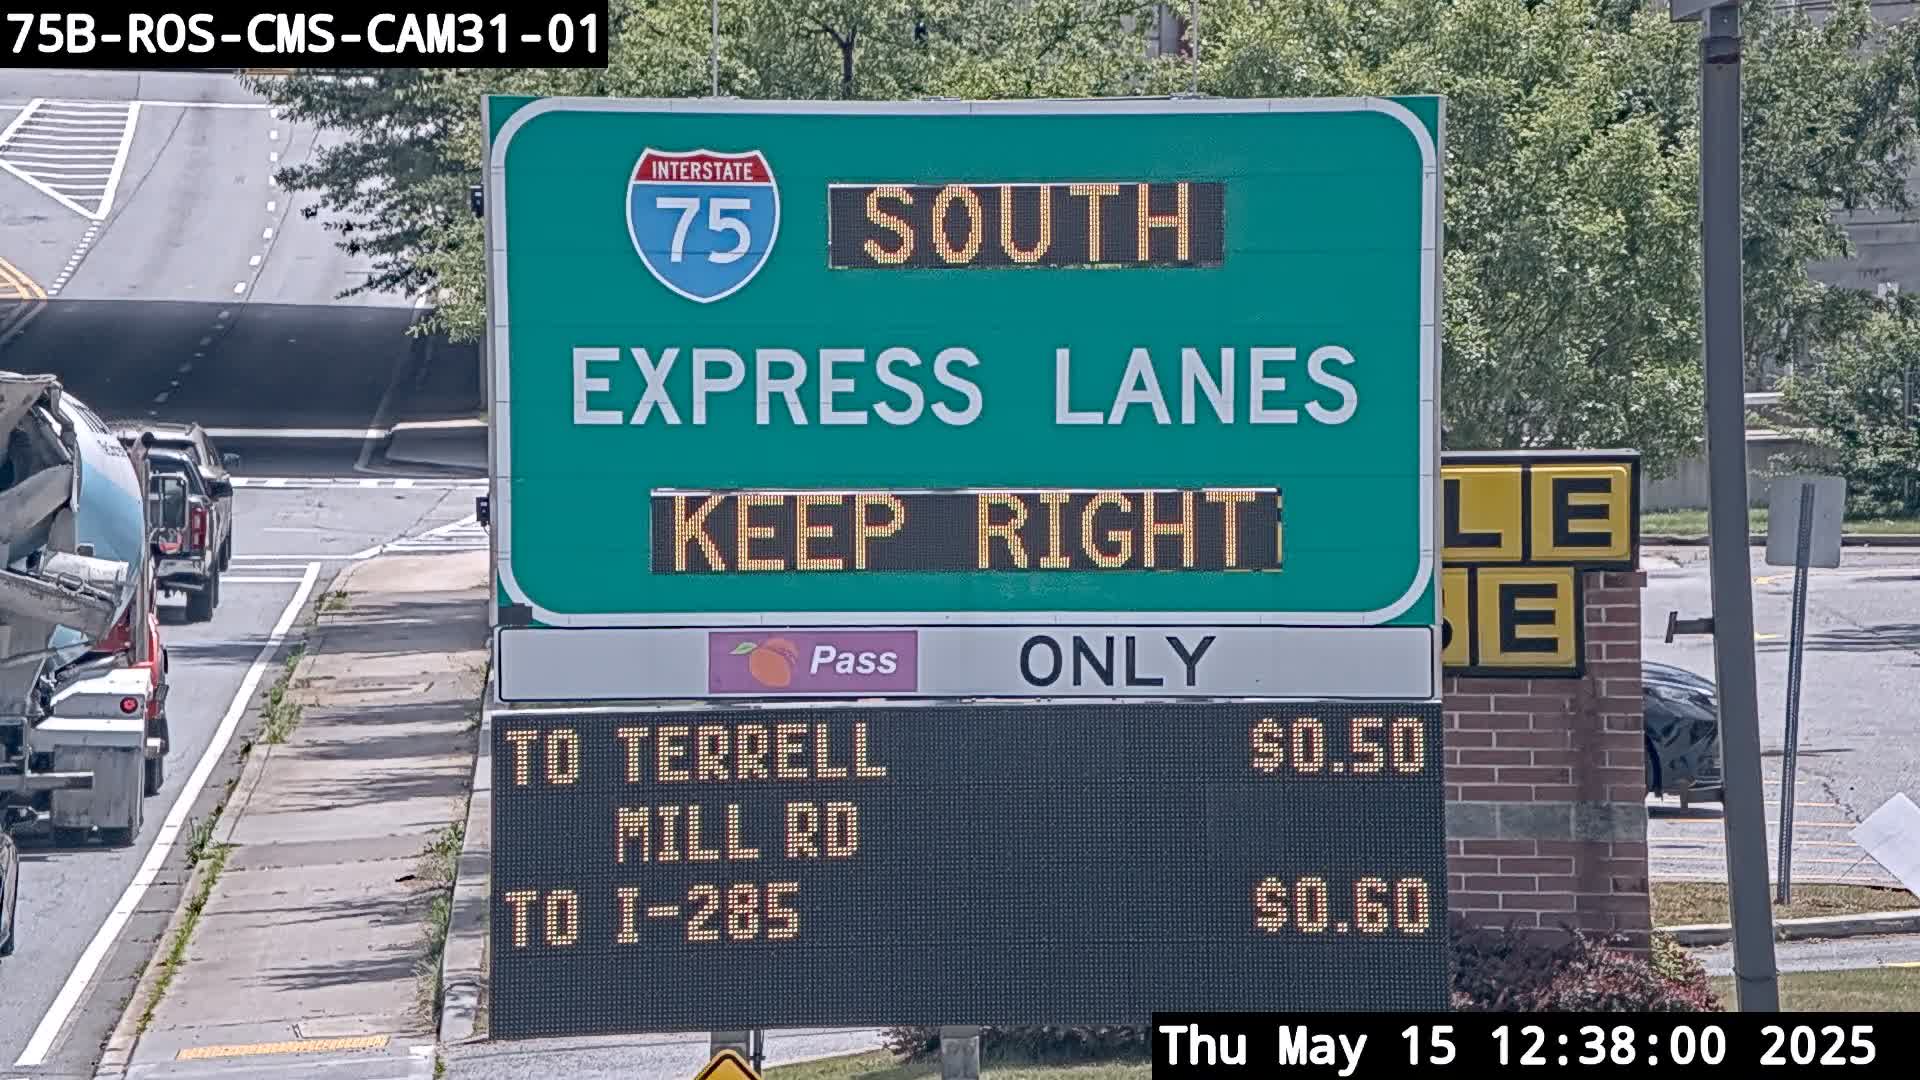 75B-ROS-CMS-CAM31-01
INTERSTATE
75
SOUTH
EXPRESS LANES
KEEP RIGHT
Pass ONLY
TO TERRELL $0.50
MILL RD
TO I-285 $0.60
LE
E
Thu May 15 12:38:00 2025